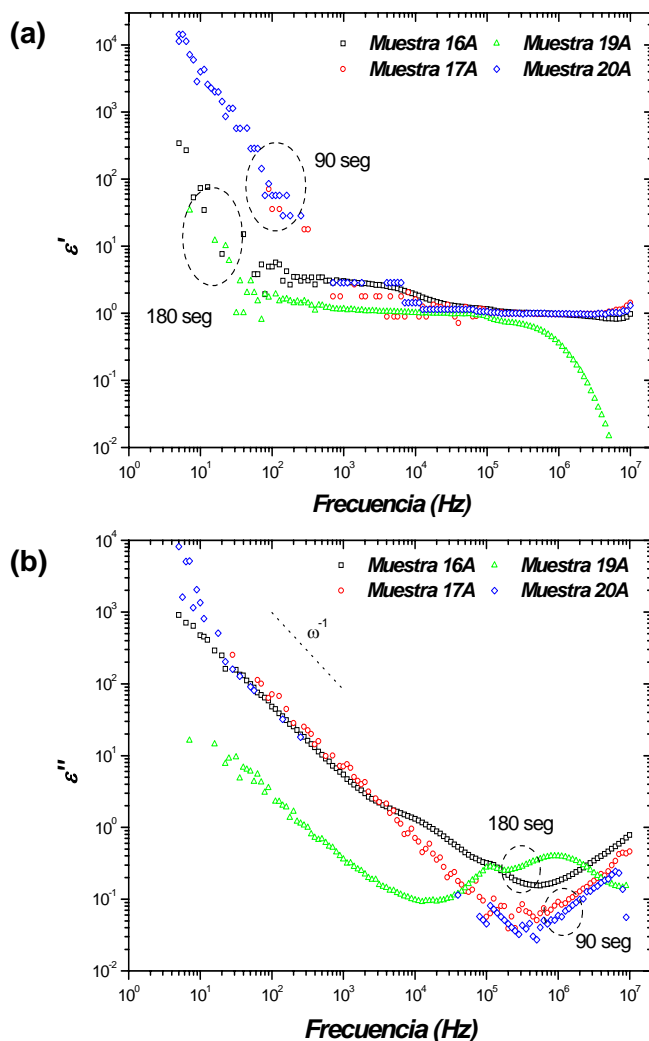 (a)
10^4
10^3
10^2
10^1
10^0
10^-1
10^-2
ε'
Muestra 16A
Muestra 19A
Muestra 17A
Muestra 20A
90 seg
180 seg
10^0 10^1 10^2 10^3 10^4 10^5 10^6 10^7
Frecuencia (Hz)
(b)
10^4
10^3
10^2
10^1
10^0
10^-1
10^-2
ε''
Muestra 16A
Muestra 19A
Muestra 17A
Muestra 20A
ω^-1
180 seg
90 seg
10^0 10^1 10^2 10^3 10^4 10^5 10^6 10^7
Frecuencia (Hz)